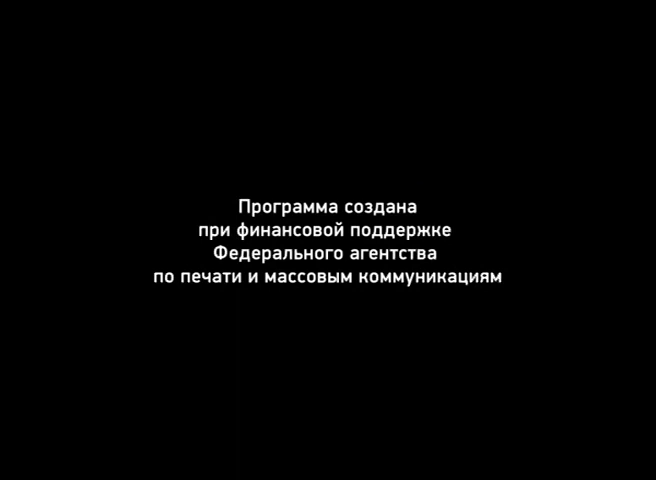 Программа создана
при финансовой поддержке
Федерального агентства
по печати и массовым коммуникациям